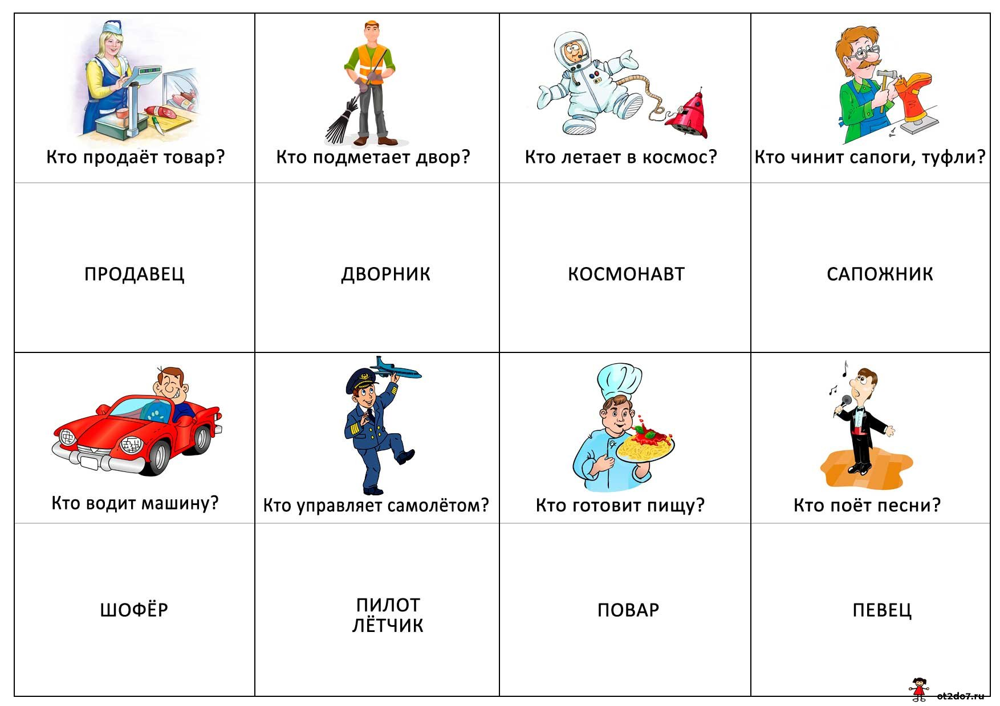 Кто продаёт товар?
Кто подметает двор?
Кто летает в космос?
Кто чинит сапоги, туфли?
ПРОДАВЕЦ
ДВОРНИК
КОСМОНАВТ
САПОЖНИК
Кто водит машину?
Кто управляет самолётом?
Кто готовит пищу?
Кто поёт песни?
ШОФЁР
ПИЛОТ
ЛЁТЧИК
ПОВАР
ПЕВЕЦ
ot2do7.ru